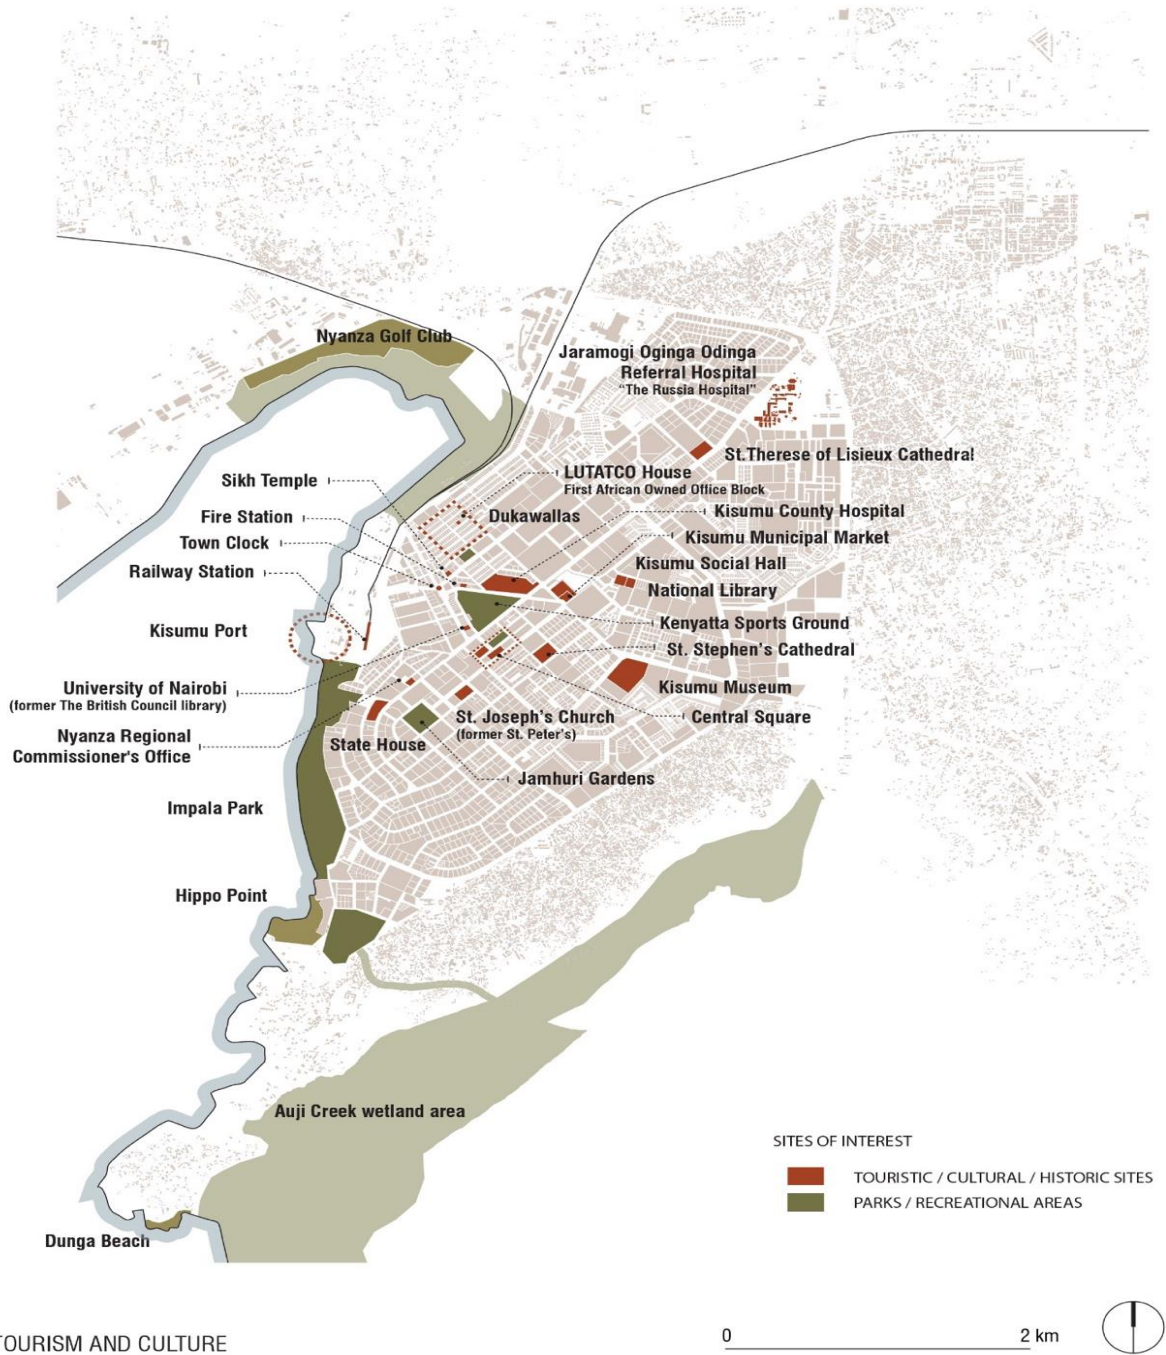 Nyanza Golf Club
Jaramogi Oginga Odinga
Referral Hospital
“The Russia Hospital”
St.Therese of Lisieux Cathedral
Sikh Temple
LUTATCO House
First African Owned Office Block
Fire Station
Dukawallas
Kisumu County Hospital
Town Clock
Kisumu Municipal Market
Railway Station
Kisumu Social Hall
National Library
Kisumu Port
Kenyatta Sports Ground
St. Stephen’s Cathedral
University of Nairobi
(former The British Council library)
Kisumu Museum
Central Square
St. Joseph’s Church
(former St. Peter’s)
Nyanza Regional
Commissioner's Office
State House
Jamhuri Gardens
Impala Park
Hippo Point
Auji Creek wetland area
Dunga Beach
SITES OF INTEREST
TOURISTIC / CULTURAL / HISTORIC SITES
PARKS / RECREATIONAL AREAS
0
2 km
TOURISM AND CULTURE